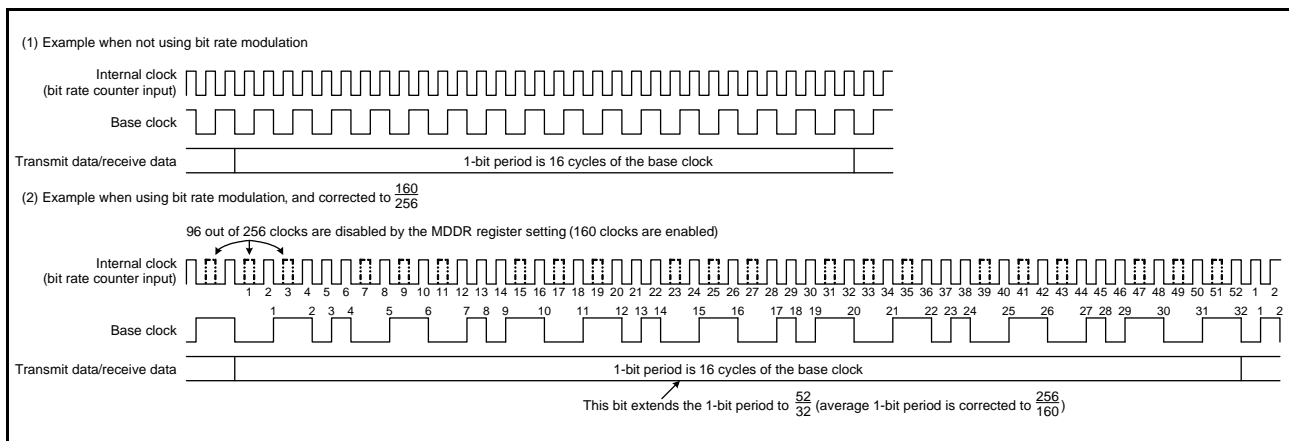 (1) Example when not using bit rate modulation
Internal clock
(bit rate counter input)
Base clock
Transmit data/receive data
1-bit period is 16 cycles of the base clock
(2) Example when using bit rate modulation, and corrected to 160/256
96 out of 256 clocks are disabled by the MDDR register setting (160 clocks are enabled)
Internal clock
(bit rate counter input)
1 2 3 4 5 6 7 8 9 10 11 12 13 14 15 16 17 18 19 20 21 22 23 24 25 26 27 28 29 30 31 32 33 34 35 36 37 38 39 40 41 42 43 44 45 46 47 48 49 50 51 52 1 2
1 2 3 4 5 6 7 8 9 10 11 12 13 14 15 16 17 18 19 20 21 22 23 24 25 26 27 28 29 30 31 32 1 2
Base clock
Transmit data/receive data
1-bit period is 16 cycles of the base clock
This bit extends the 1-bit period to 52/32 (average 1-bit period is corrected to 256/160)